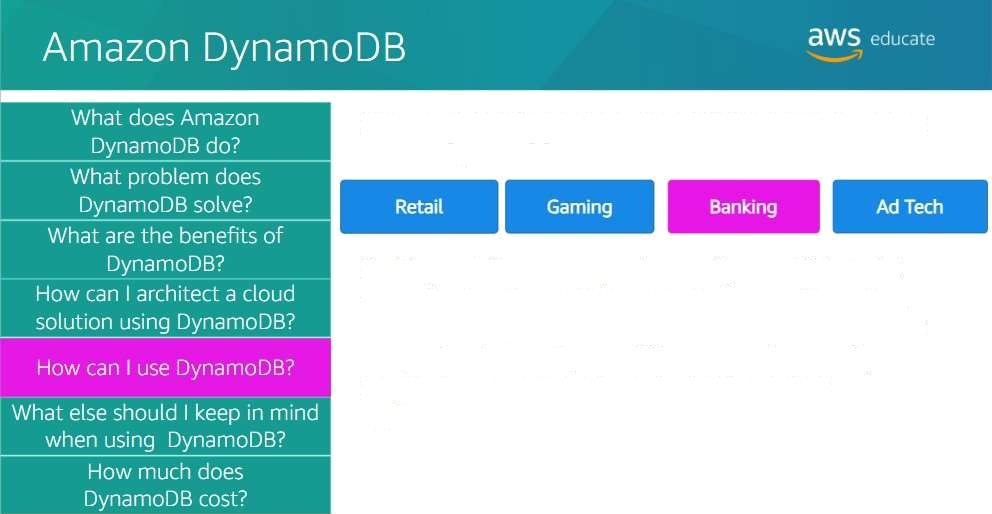 Amazon DynamoDB
aws educate
What does Amazon
DynamoDB do?
What problem does
DynamoDB solve?
What are the benefits of
DynamoDB?
How can I architect a cloud
solution using DynamoDB?
How can I use DynamoDB?
What else should I keep in mind
when using DynamoDB?
How much does
DynamoDB cost?
Retail
Gaming
Banking
Ad Tech